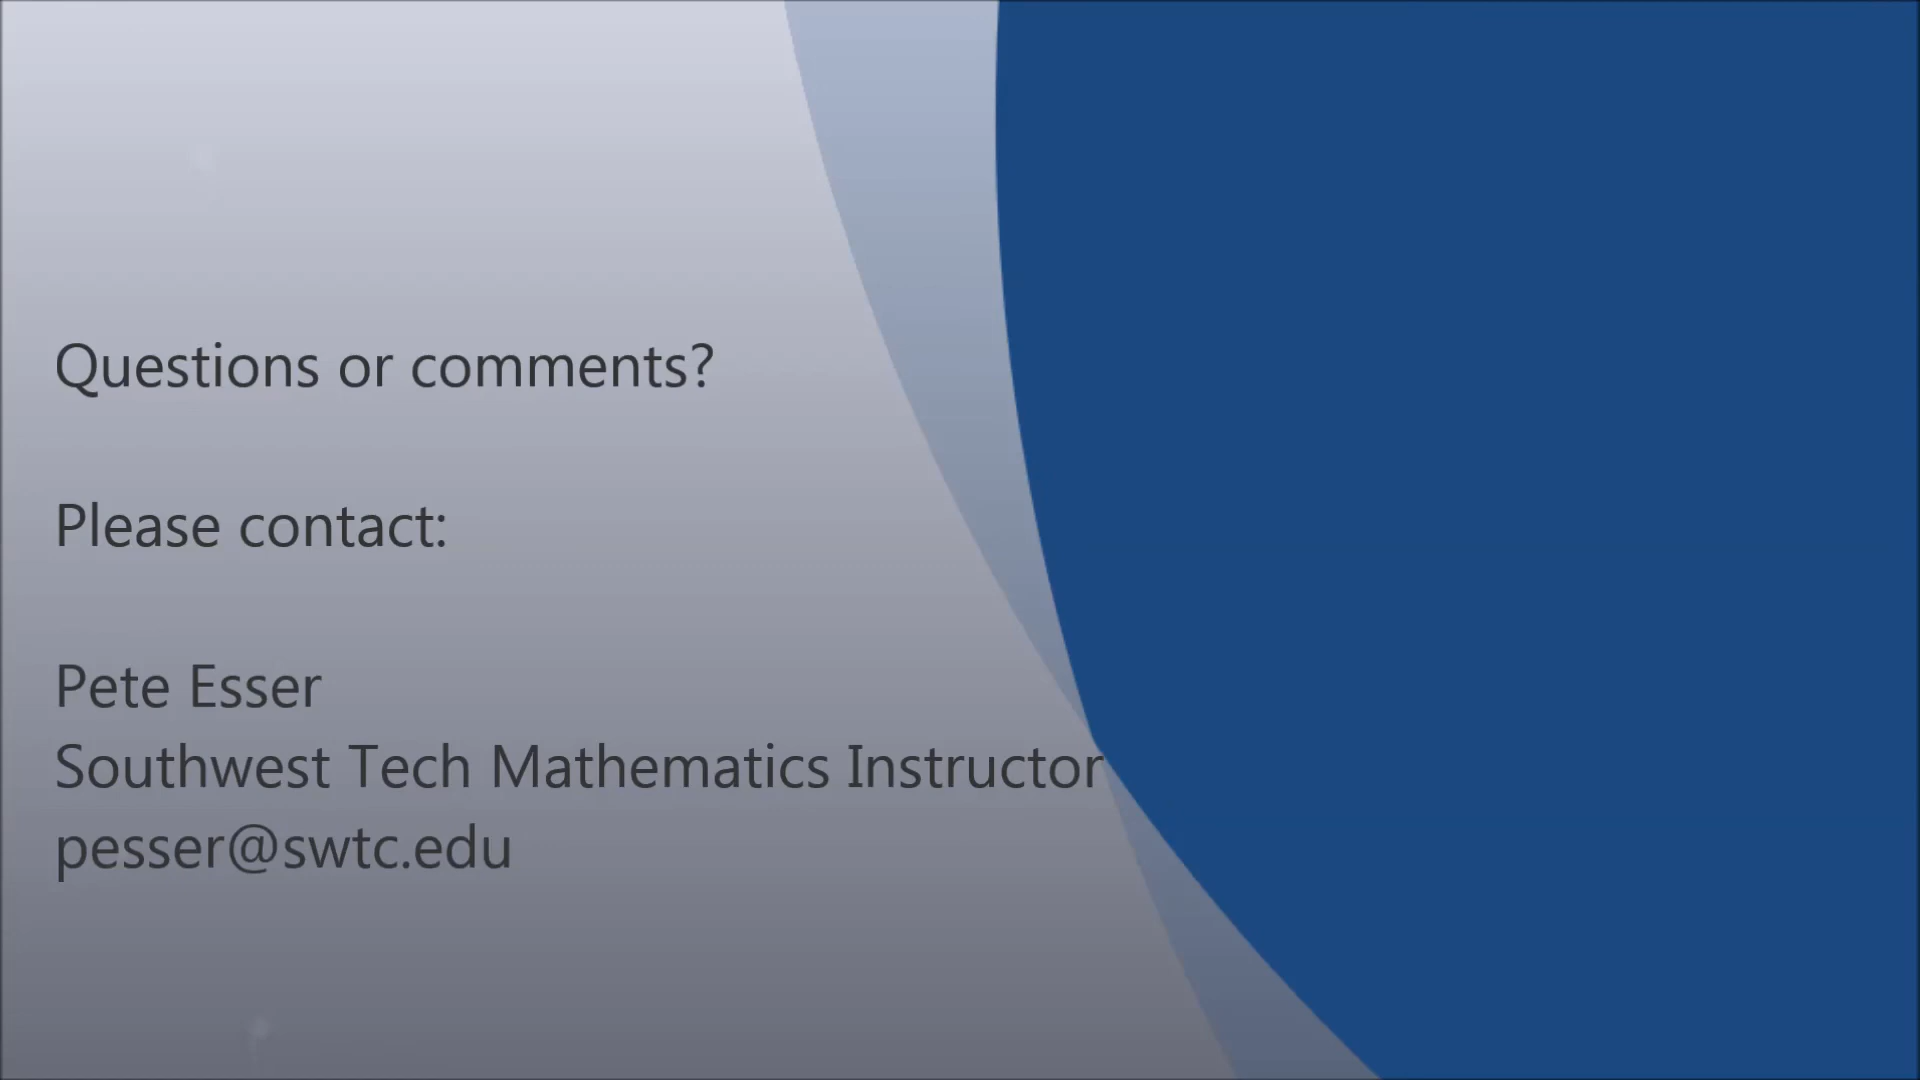 Questions or comments?
Please contact:
Pete Esser
Southwest Tech Mathematics Instructor
pesser@swtc.edu